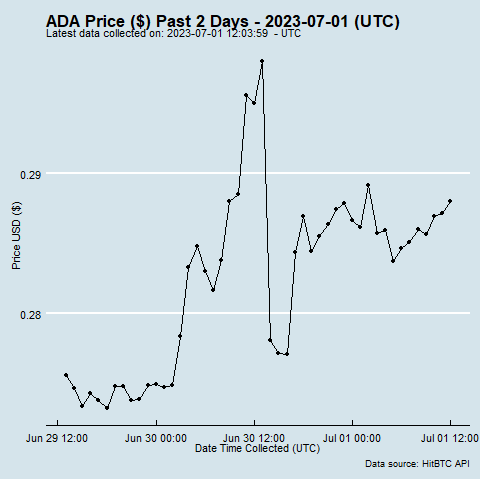 ADA Price ($) Past 2 Days - 2023-07-01 (UTC)
Latest data collected on: 2023-07-01 12:03:59  - UTC
0.29
Price USD ($)
0.28
Jun 29 12:00 Jun 30 00:00 Jun 30 12:00 Jul 01 00:00 Jul 01 12:00
Date Time Collected (UTC)
Data source: HitBTC API